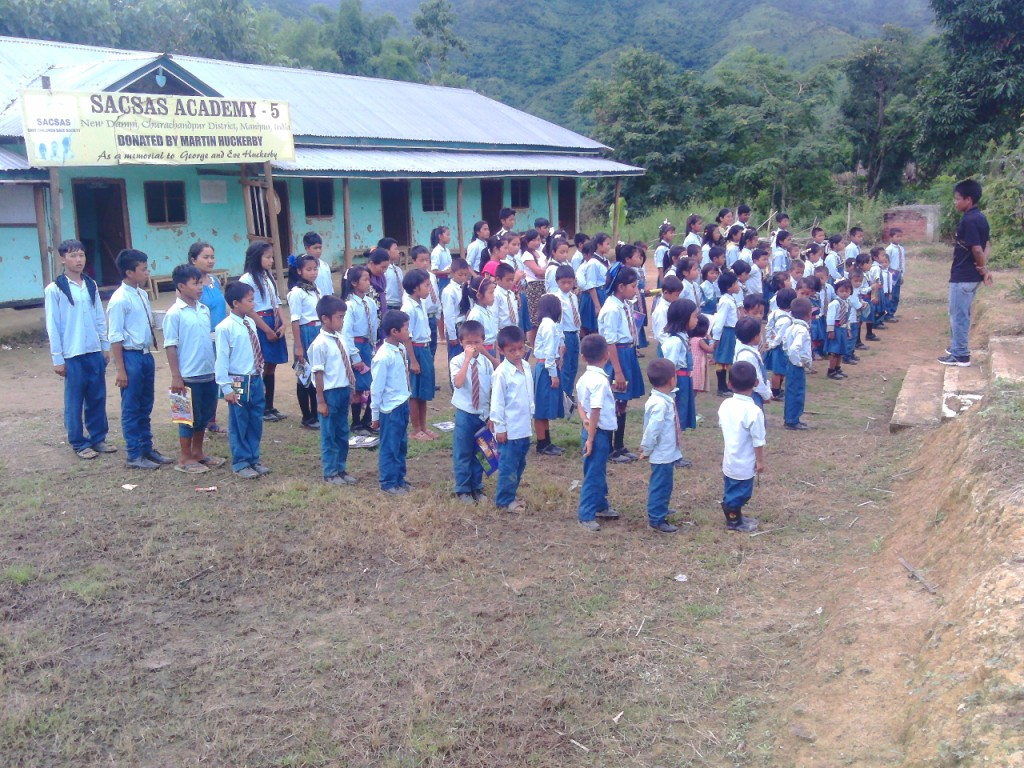 SACSAS ACADEMY - 5
New Dampi, Churachandpur District, Manipur, India
SACSAS
DONATED BY MARTIN HUCKERBY
As a memorial to George and Eve Huckerby